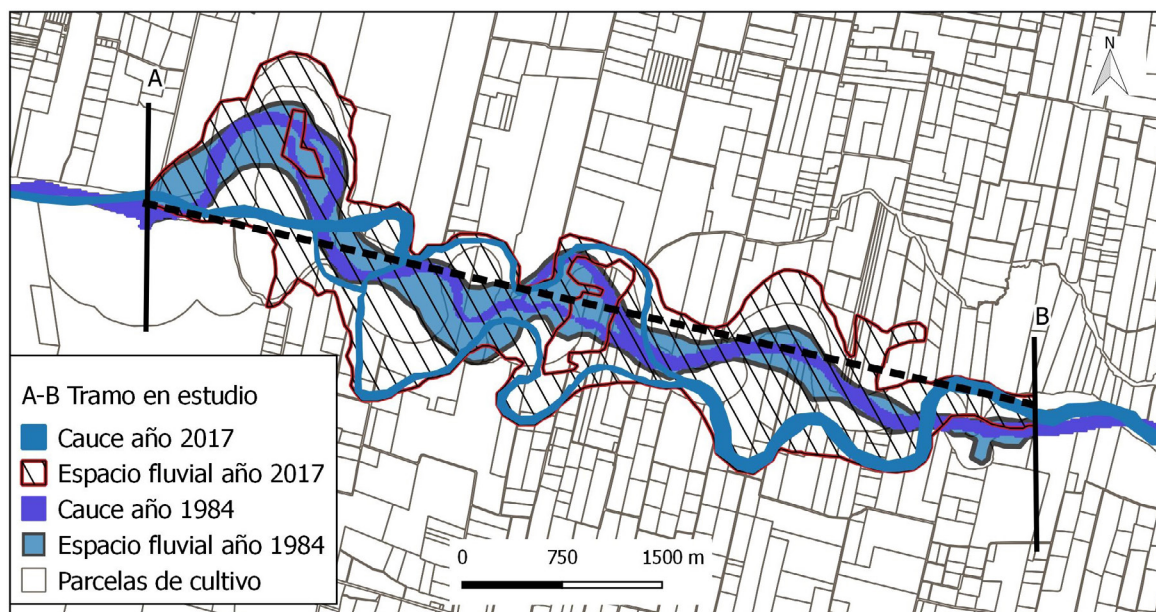 N
A
B
A-B Tramo en estudio
Cauce año 2017
Espacio fluvial año 2017
Cauce año 1984
Espacio fluvial año 1984
Parcelas de cultivo
0 750 1500 m